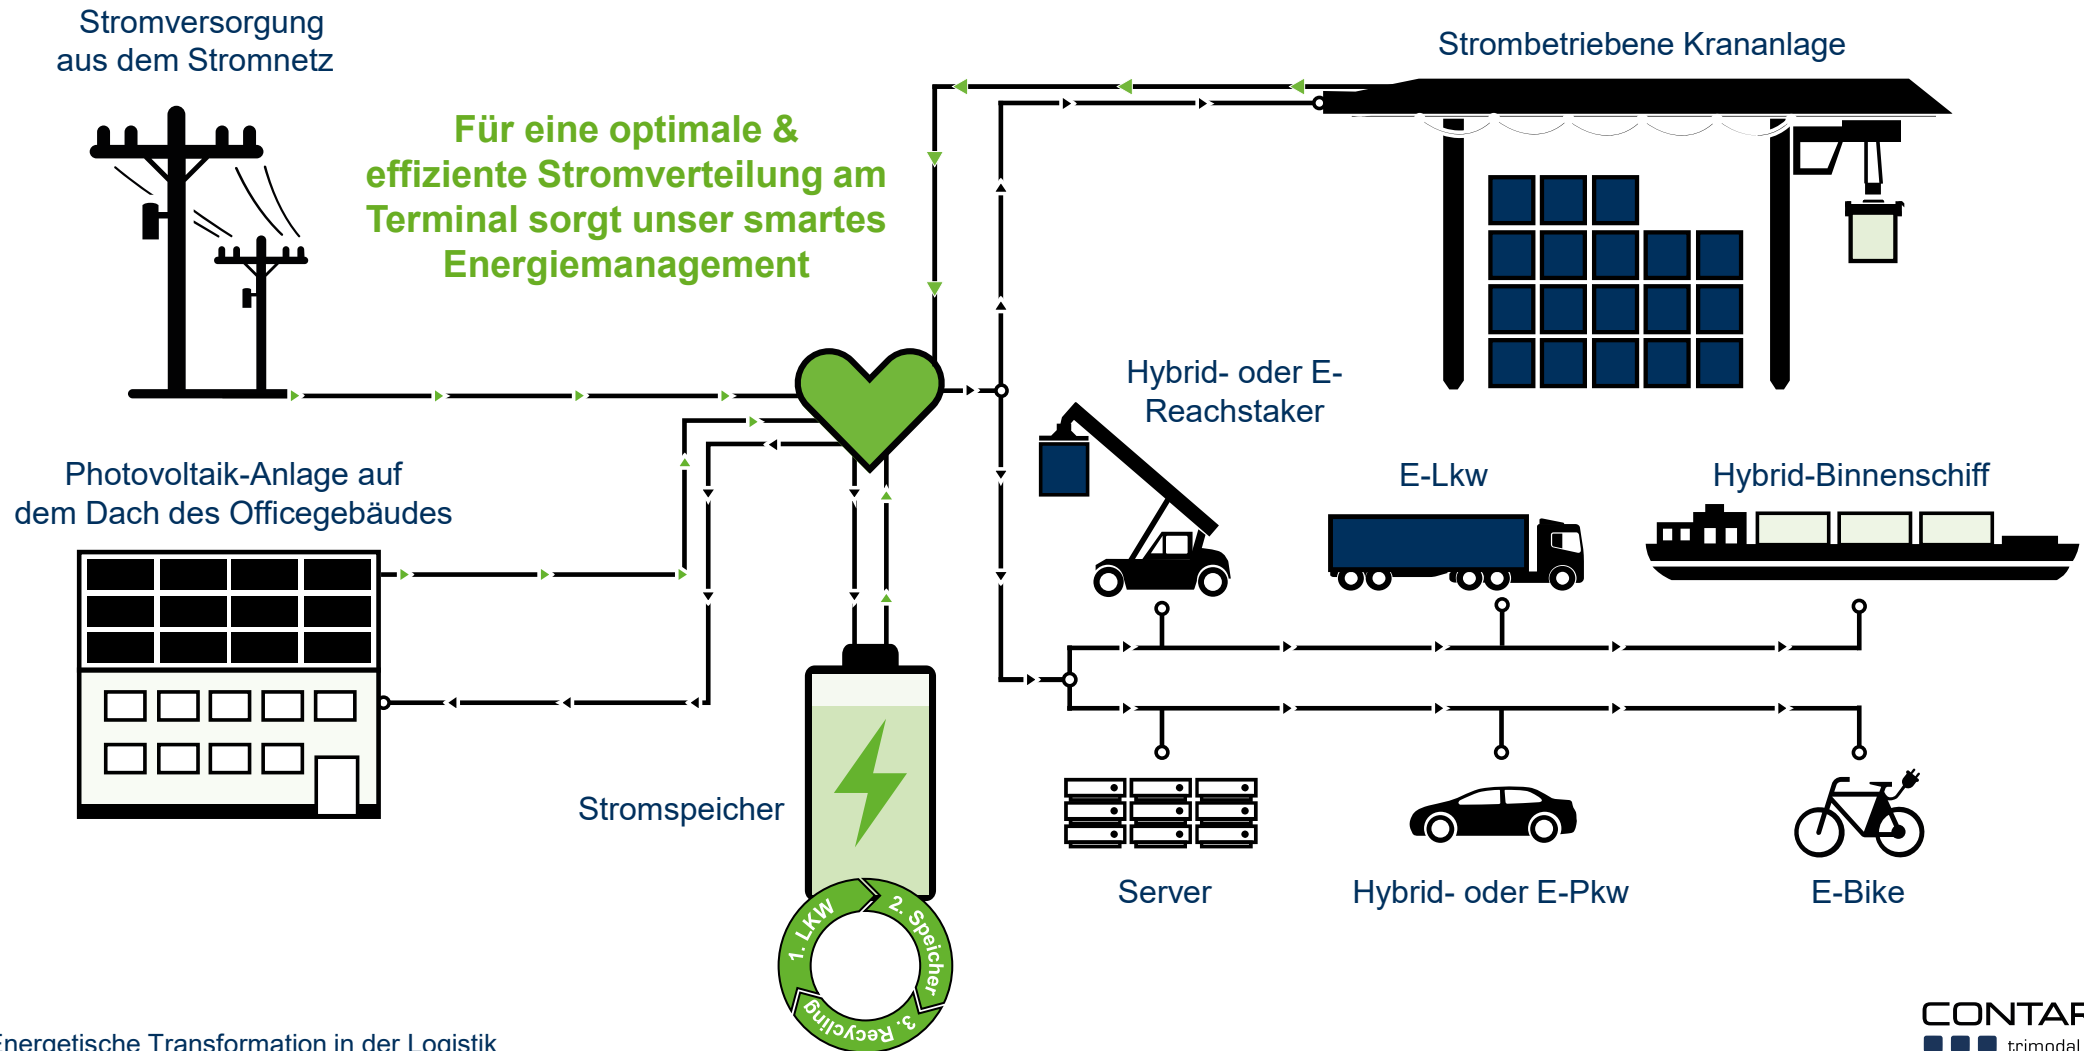 Stromversorgung
aus dem Stromnetz
Strombetriebene Krananlage
Für eine optimale &
effiziente Stromverteilung am
Terminal sorgt unser smartes
Energiemanagement
Hybrid- oder E-
Reachstaker
Photovoltaik-Anlage auf
dem Dach des Officegebäudes
E-Lkw
Hybrid-Binnenschiff
Stromspeicher
Server
Hybrid- oder E-Pkw
E-Bike
1. LKW
2. Speicher
3. Recycling
Energetische Transformation in der Logistik
CONTAR
trimodal